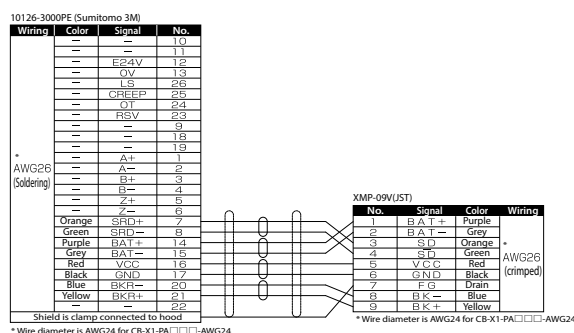 10126-3000PE (Sumitomo 3M)
Wiring Color Signal No.
— — 10
— — 11
— E24V 12
— 0V 13
— LS 26
— CREEP 25
— OT 24
— RSV 23
— — 9
— — 18
— — 19
— A+ 1
— A− 2
— B+ 3
— B− 4
— Z+ 5
— Z− 6
Orange SRD+ 7
Green SRD− 8
Purple BAT+ 14
Grey BAT− 15
Red VCC 16
Black GND 17
Blue BKR− 20
Yellow BKR+ 21
— — 22
*
AWG26
(Soldering)
Shield is clamp connected to hood
* Wire diameter is AWG24 for CB-X1-PA□□□-AWG24
XMP-09V(JST)
No. Signal Color Wiring
1 BAT+ Purple
2 BAT− Grey
3 SD Orange
4 S̅D̅ Green
5 VCC Red
6 GND Black
7 FG Drain
8 BK− Blue
9 BK+ Yellow
*
AWG26
(crimped)
* Wire diameter is AWG24 for CB-X1-PA□□□-AWG24